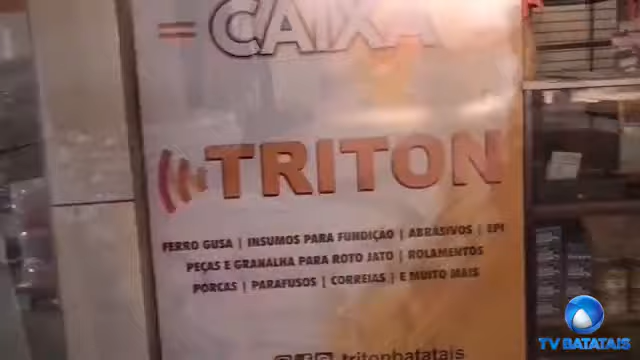 = CAIXA
TRITON
FERRO GUSA | INSUMOS PARA FUNDIÇÃO | ABRASIVOS | EPI
PEÇAS E GRANALHA PARA ROTO JATO | ROLAMENTOS
PORCAS | PARAFUSOS | CORREIAS | E MUITO MAIS
tritonbatatais
TV BATATAIS